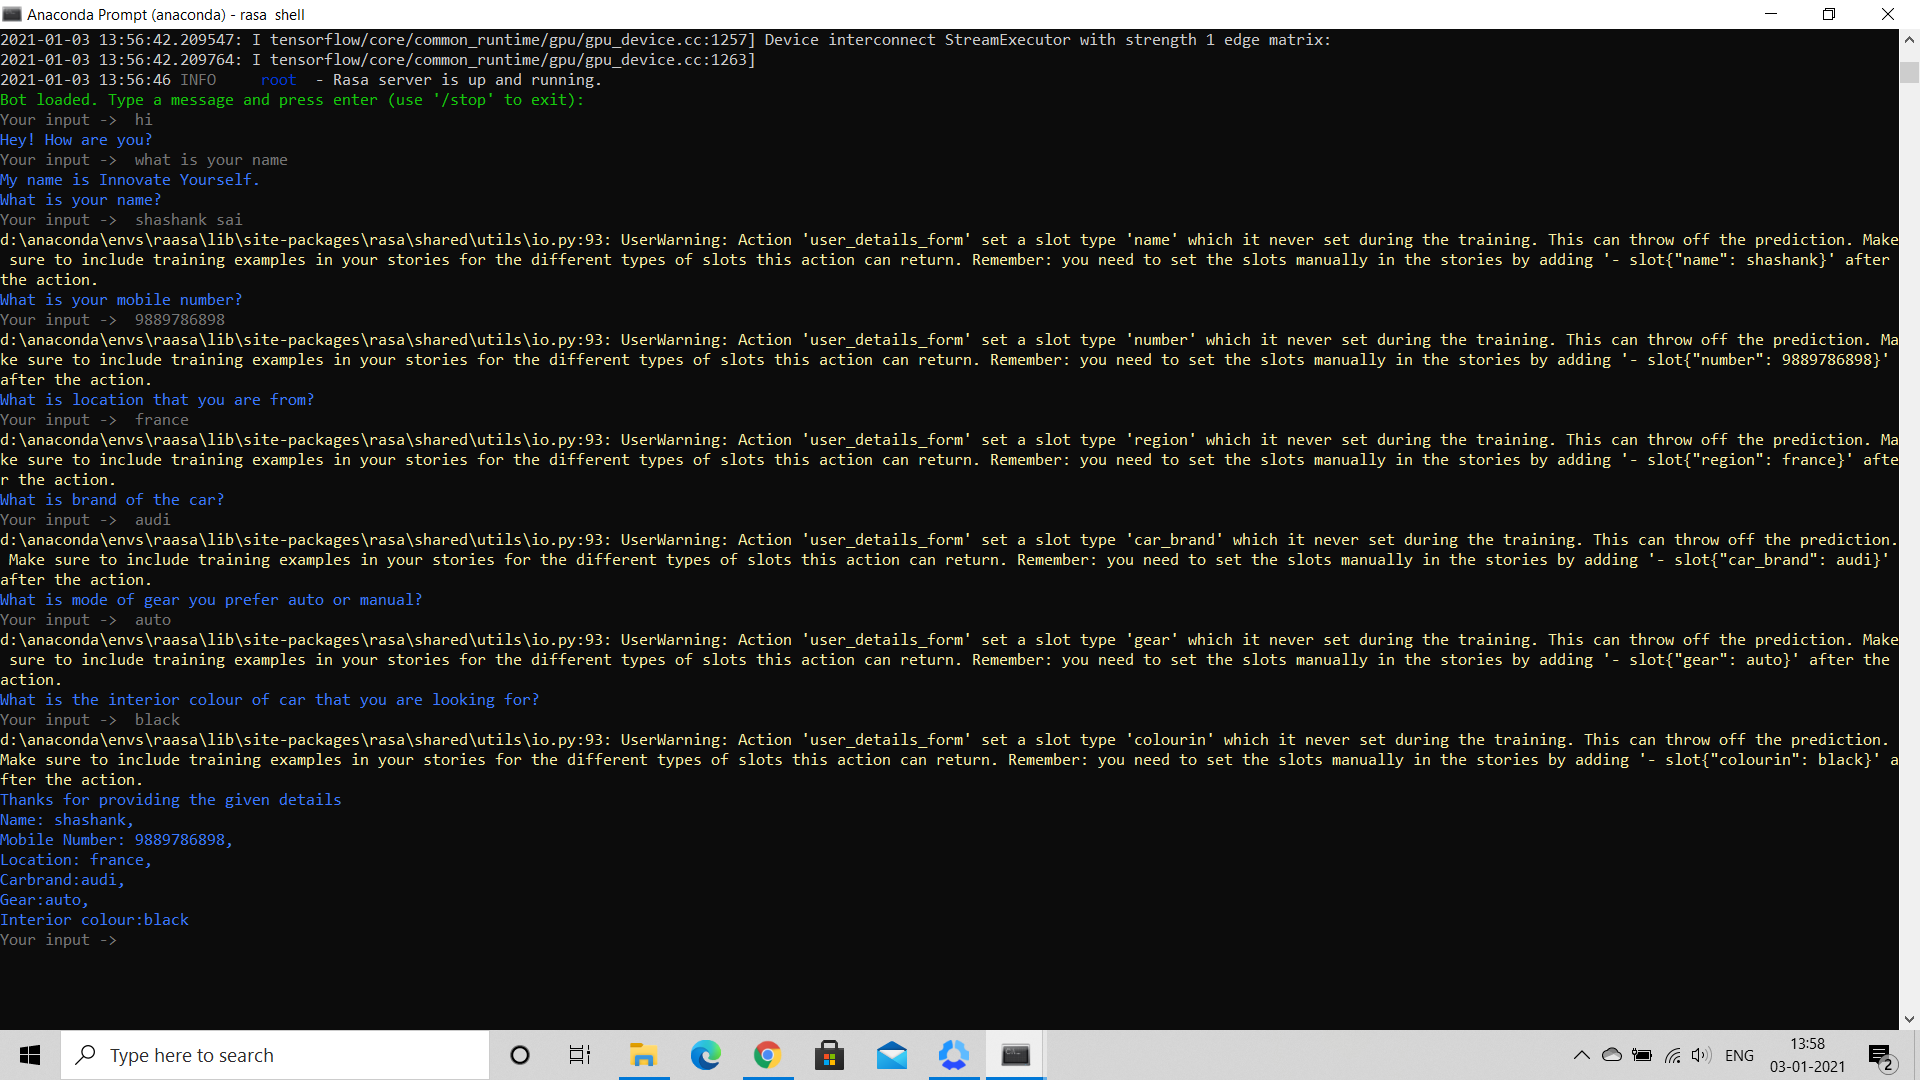 Anaconda Prompt (anaconda) - rasa  shell
2021-01-03 13:56:42.209547: I tensorflow/core/common_runtime/gpu/gpu_device.cc:1257] Device interconnect StreamExecutor with strength 1 edge matrix:
2021-01-03 13:56:42.209764: I tensorflow/core/common_runtime/gpu/gpu_device.cc:1263]
2021-01-03 13:56:46 INFO     root  - Rasa server is up and running.
Bot loaded. Type a message and press enter (use '/stop' to exit):
Your input ->  hi
Hey! How are you?
Your input ->  what is your name
My name is Innovate Yourself.
What is your name?
Your input ->  shashank sai
d:\anaconda\envs\raasa\lib\site-packages\rasa\shared\utils\io.py:93: UserWarning: Action 'user_details_form' set a slot type 'name' which it never set during the training. This can throw off the prediction. Make
 sure to include training examples in your stories for the different types of slots this action can return. Remember: you need to set the slots manually in the stories by adding '- slot{"name": shashank}' after
the action.
What is your mobile number?
Your input ->  9889786898
d:\anaconda\envs\raasa\lib\site-packages\rasa\shared\utils\io.py:93: UserWarning: Action 'user_details_form' set a slot type 'number' which it never set during the training. This can throw off the prediction. Ma
ke sure to include training examples in your stories for the different types of slots this action can return. Remember: you need to set the slots manually in the stories by adding '- slot{"number": 9889786898}'
after the action.
What is location that you are from?
Your input ->  france
d:\anaconda\envs\raasa\lib\site-packages\rasa\shared\utils\io.py:93: UserWarning: Action 'user_details_form' set a slot type 'region' which it never set during the training. This can throw off the prediction. Ma
ke sure to include training examples in your stories for the different types of slots this action can return. Remember: you need to set the slots manually in the stories by adding '- slot{"region": france}' afte
r the action.
What is brand of the car?
Your input ->  audi
d:\anaconda\envs\raasa\lib\site-packages\rasa\shared\utils\io.py:93: UserWarning: Action 'user_details_form' set a slot type 'car_brand' which it never set during the training. This can throw off the prediction.
 Make sure to include training examples in your stories for the different types of slots this action can return. Remember: you need to set the slots manually in the stories by adding '- slot{"car_brand": audi}'
after the action.
What is mode of gear you prefer auto or manual?
Your input ->  auto
d:\anaconda\envs\raasa\lib\site-packages\rasa\shared\utils\io.py:93: UserWarning: Action 'user_details_form' set a slot type 'gear' which it never set during the training. This can throw off the prediction. Make
 sure to include training examples in your stories for the different types of slots this action can return. Remember: you need to set the slots manually in the stories by adding '- slot{"gear": auto}' after the
action.
What is the interior colour of car that you are looking for?
Your input ->  black
d:\anaconda\envs\raasa\lib\site-packages\rasa\shared\utils\io.py:93: UserWarning: Action 'user_details_form' set a slot type 'colourin' which it never set during the training. This can throw off the prediction.
Make sure to include training examples in your stories for the different types of slots this action can return. Remember: you need to set the slots manually in the stories by adding '- slot{"colourin": black}' a
fter the action.
Thanks for providing the given details
Name: shashank,
Mobile Number: 9889786898,
Location: france,
Carbrand:audi,
Gear:auto,
Interior colour:black
Your input ->
Type here to search
ENG
13:58
03-01-2021
2